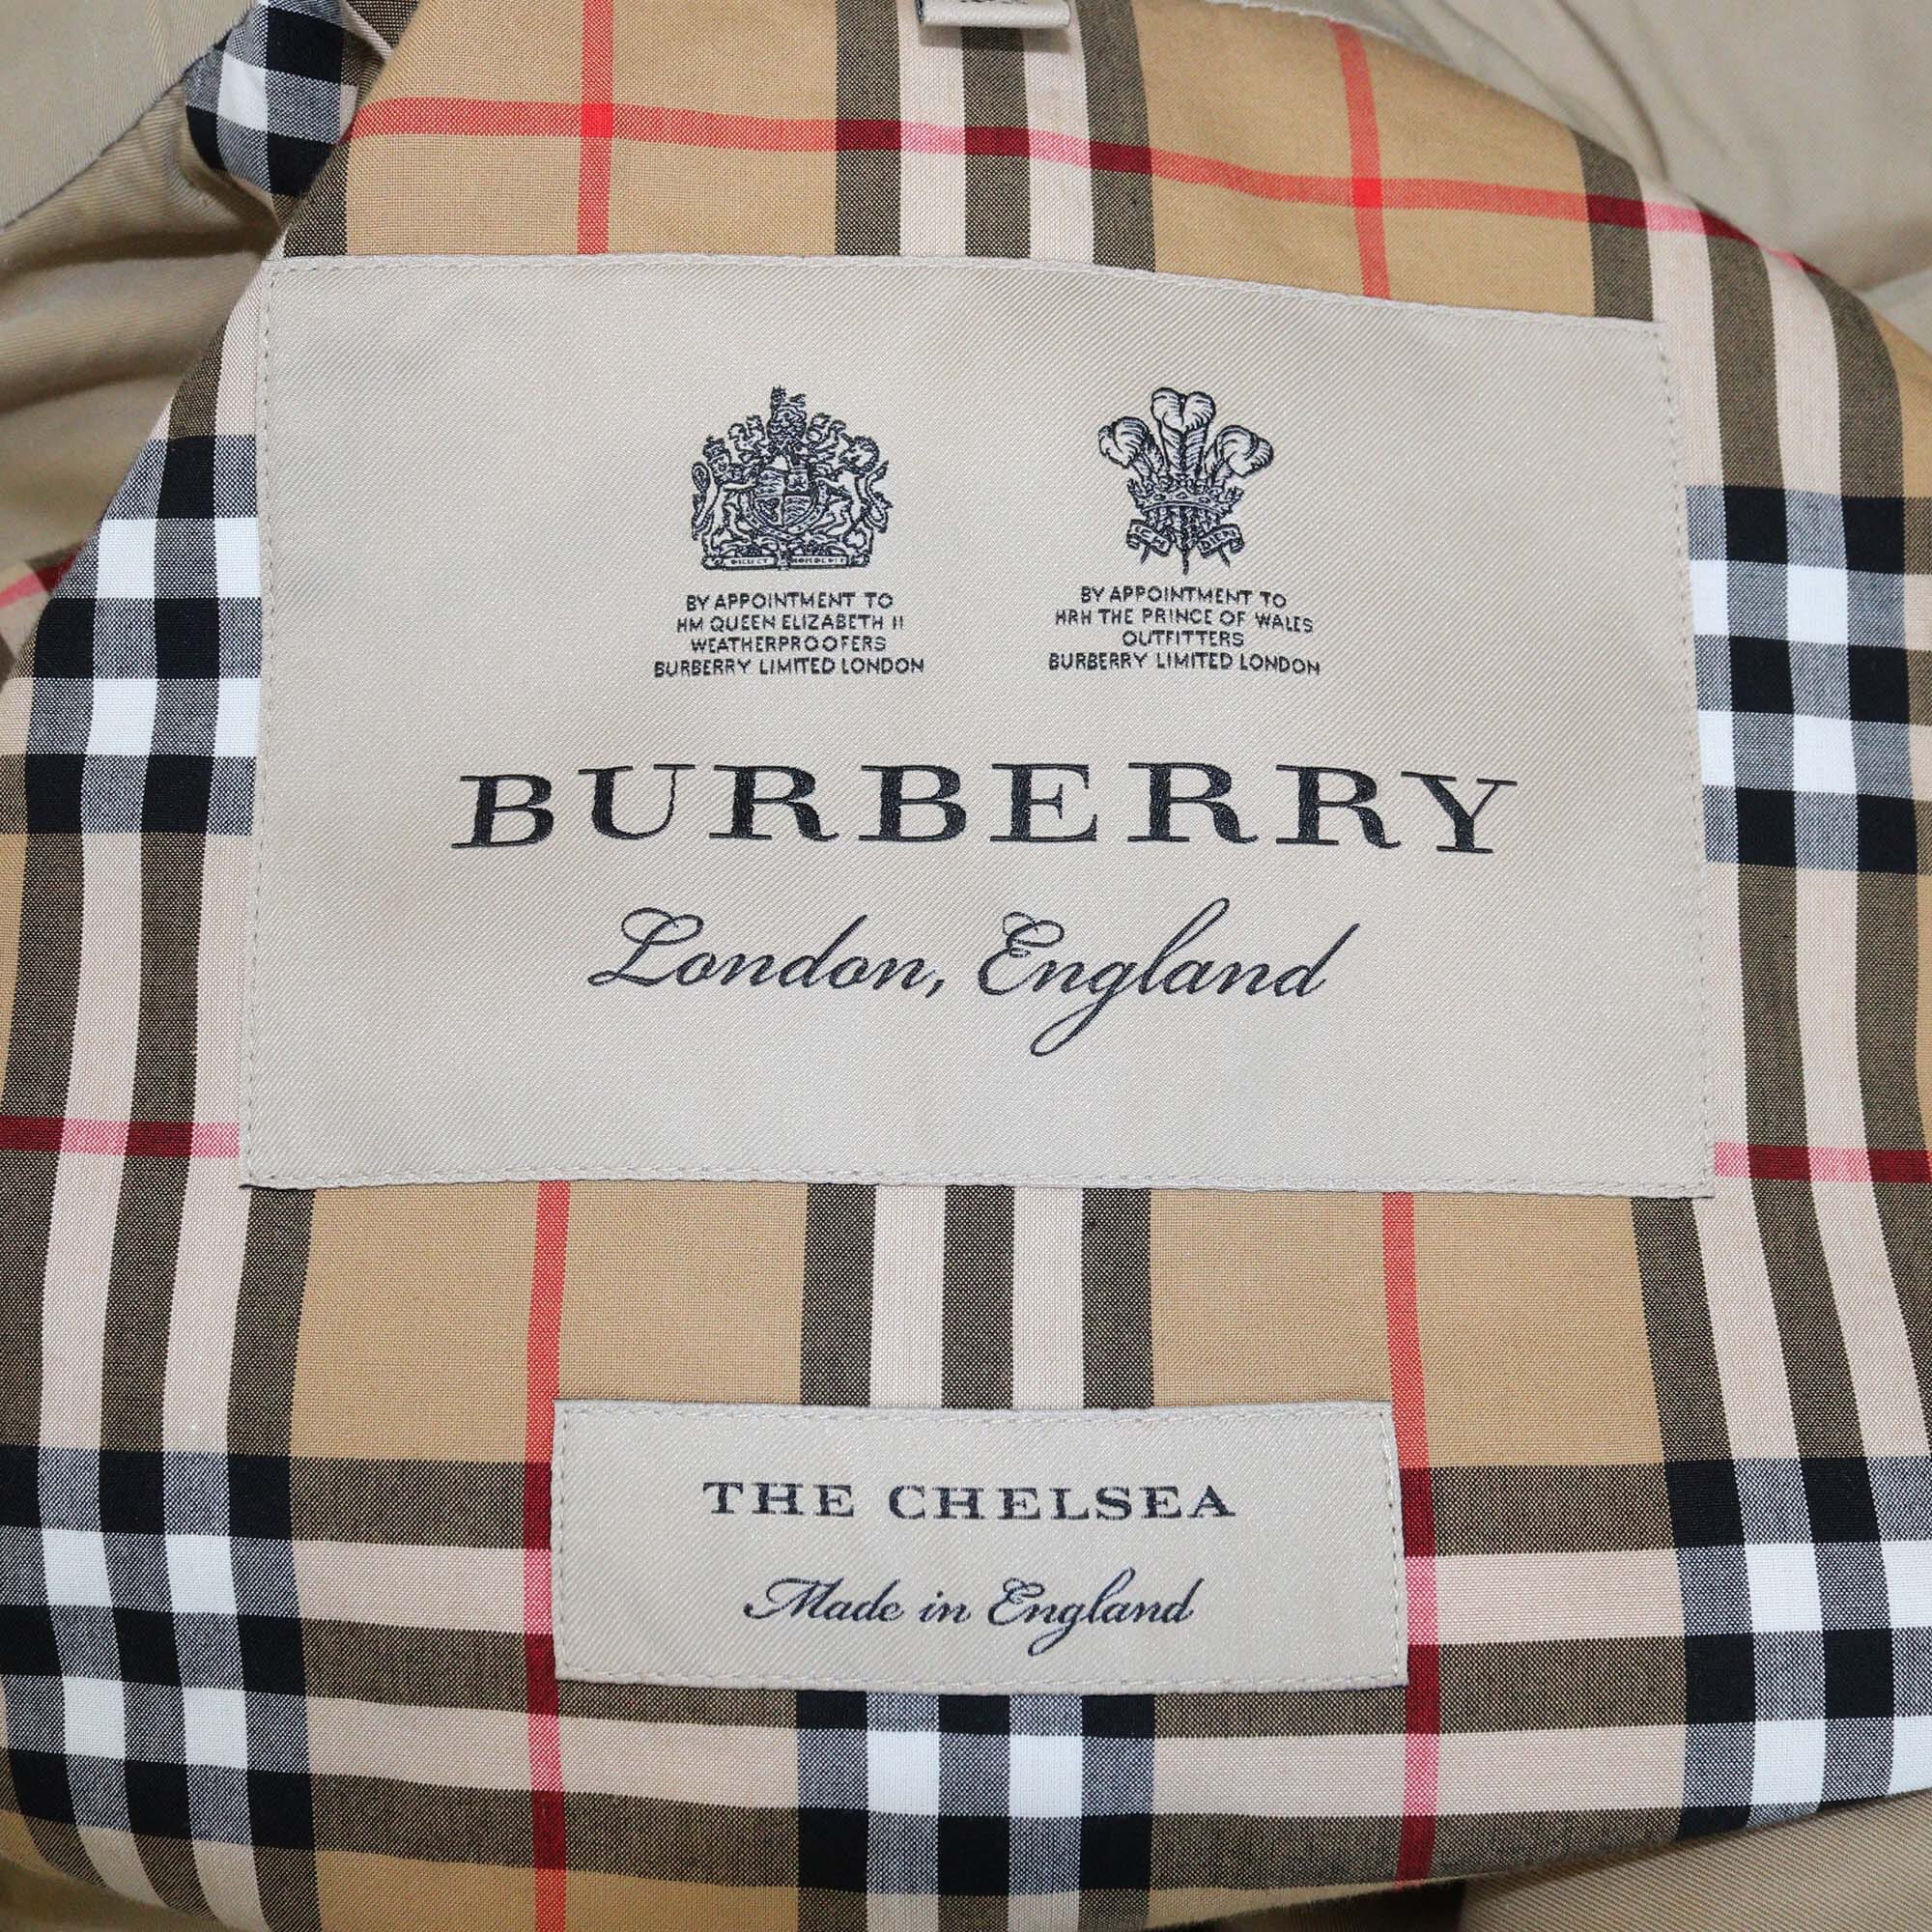 BY APPOINTMENT TO
HM QUEEN ELIZABETH II
WEATHERPROOFERS
BURBERRY LIMITED LONDON
BY APPOINTMENT TO
HRH THE PRINCE OF WALES
OUTFITTERS
BURBERRY LIMITED LONDON
BURBERRY
London, England
THE CHELSEA
Made in England